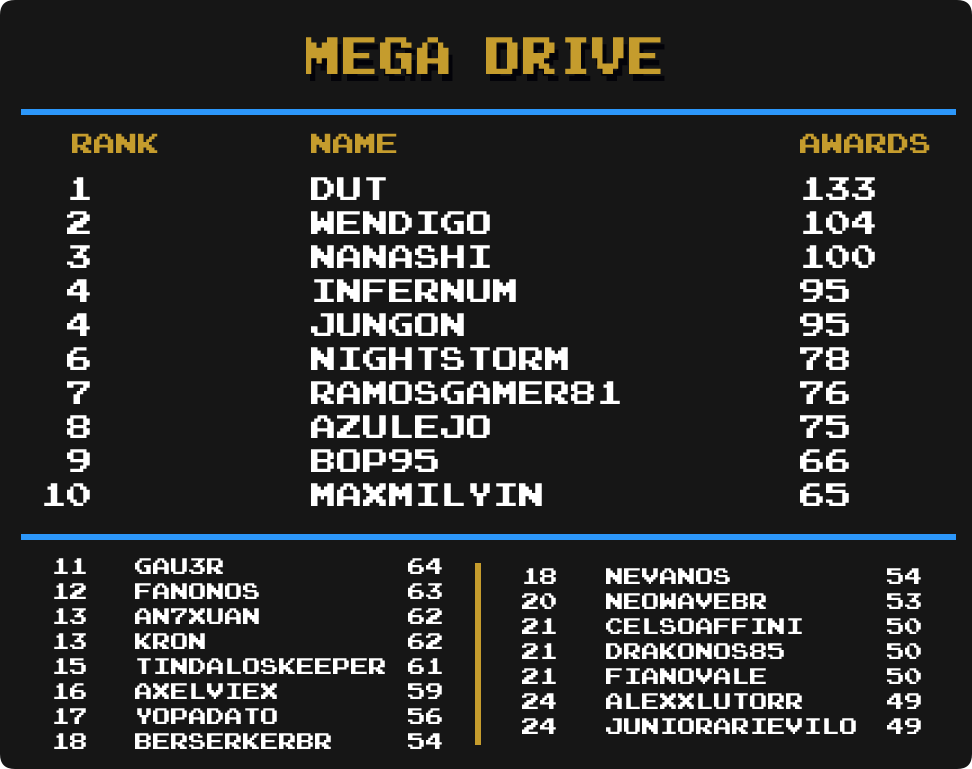 MEGA DRIVE
RANK NAME AWARDS
1 DUT 133
2 WENDIGO 104
3 NANASHI 100
4 INFERNUM 95
4 JUNGON 95
6 NIGHTSTORM 78
7 RAMOSGAMER81 76
8 AZULEJO 75
9 BOP95 66
10 MAXMILYIN 65
11 GAU3R 64
12 FANONOS 63
13 AN7XUAN 62
13 KRON 62
15 TINDALOSKEEPER 61
16 AXELVIEX 59
17 YOPADATO 56
18 BERSERKERBR 54
18 NEVANOS 54
20 NEOWAVEBR 53
21 CELSOAFFINI 50
21 DRAKONOS85 50
21 FIANOVALE 50
24 ALEXXLUTORR 49
24 JUNIORARIEVILO 49